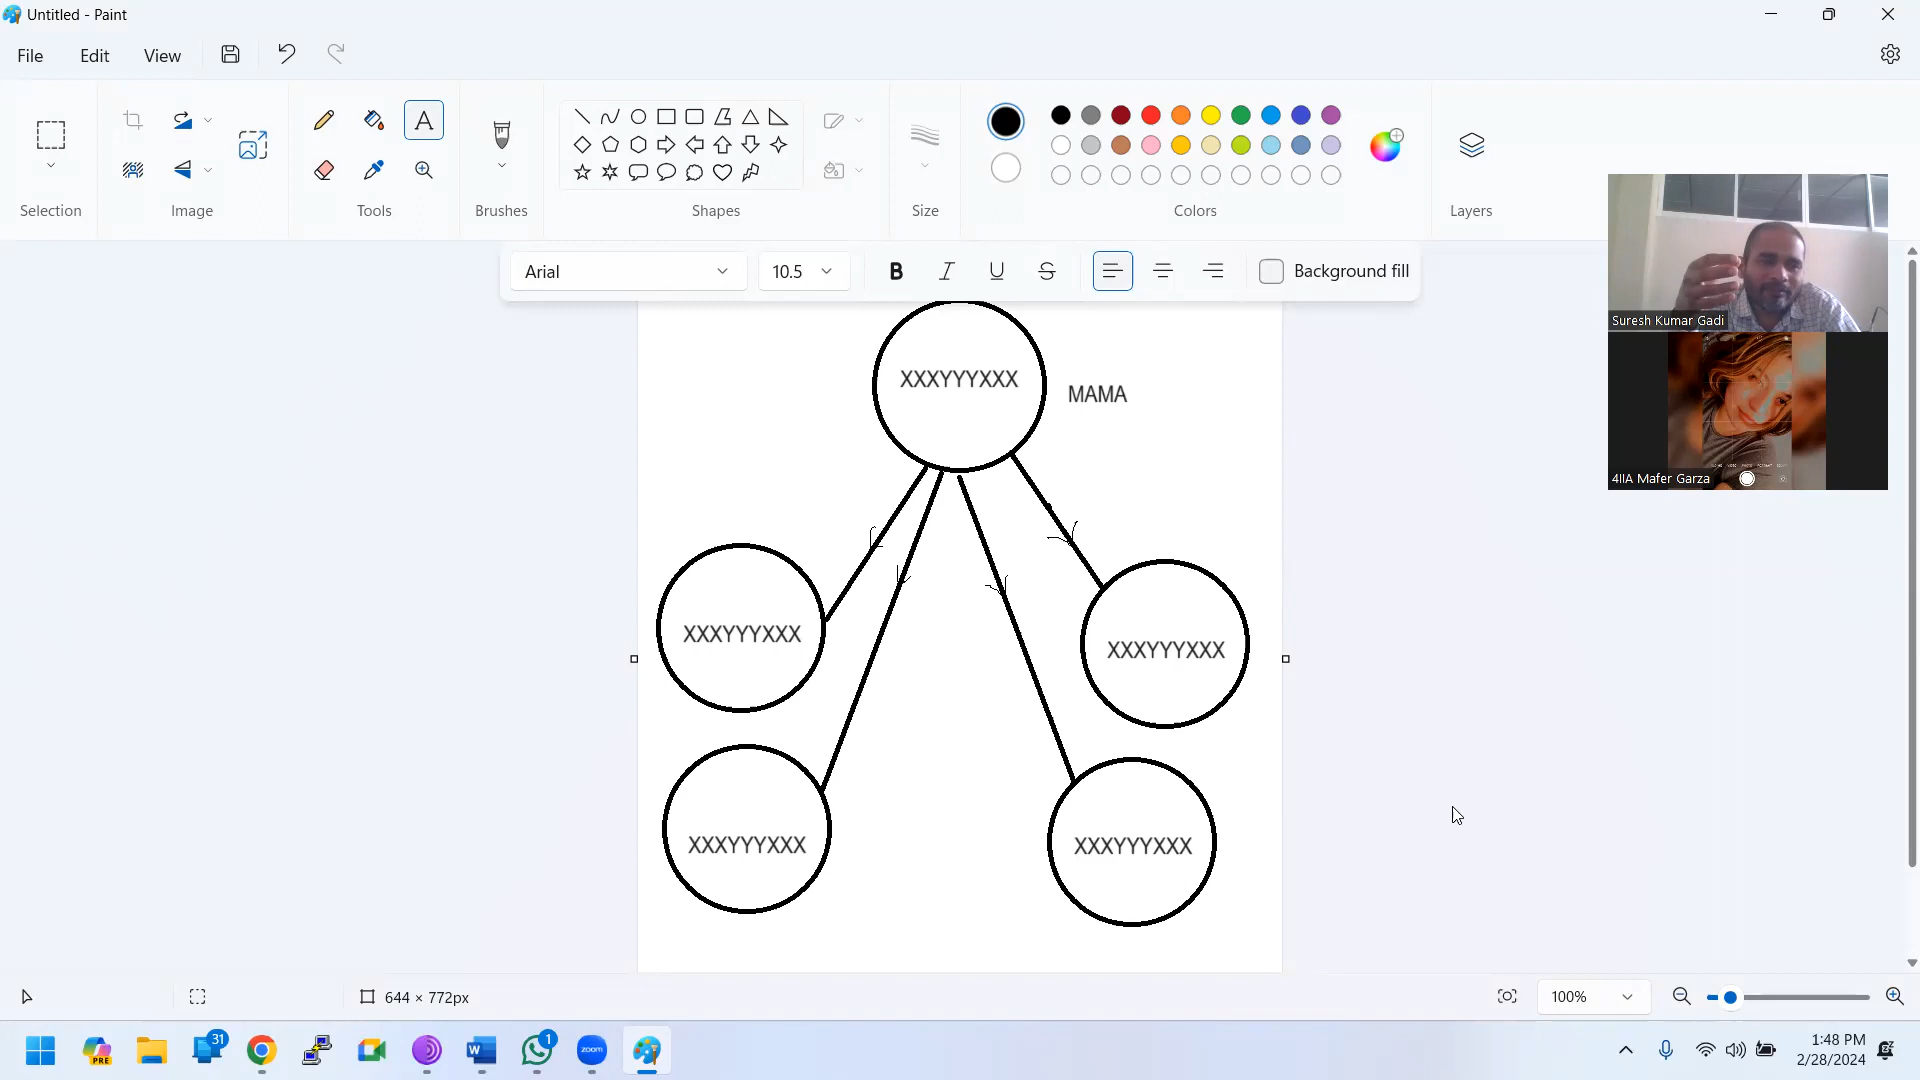 Untitled - Paint
File
Edit
View
Selection
Image
Tools
Brushes
Shapes
Size
Colors
Layers
Arial
10.5
B
I
U
S
Background fill
Suresh Kumar Gadi
4IIA Mafer Garza
XXXYYYXXX
MAMA
XXXYYYXXX
XXXYYYXXX
XXXYYYXXX
XXXYYYXXX
644 × 772px
100%
PRE
31
1
zoom
1:48 PM
2/28/2024